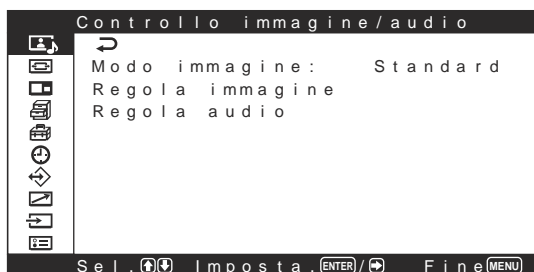 Controllo immagine/audio
Modo immagine: Standard
Regola immagine
Regola audio
Sel. Imposta. ENTER / Fine MENU